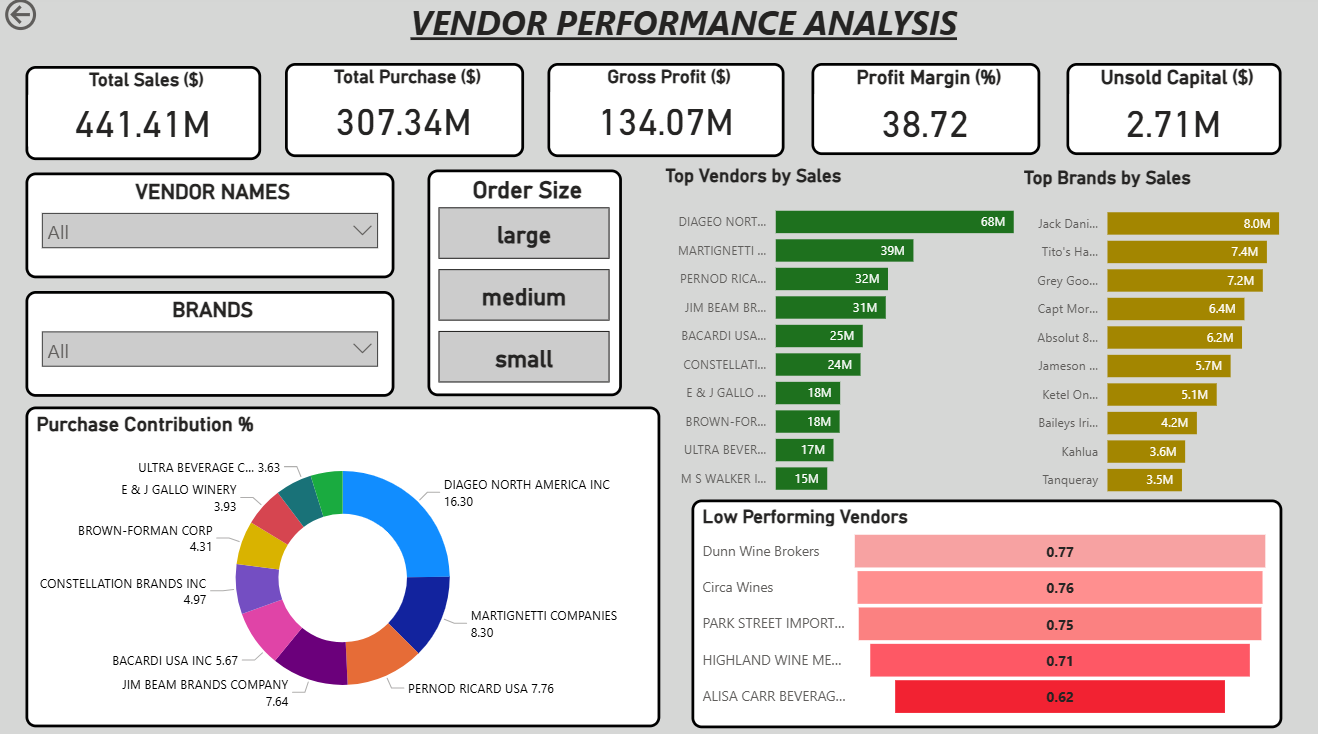 VENDOR PERFORMANCE ANALYSIS
Total Sales ($)
441.41M
Total Purchase ($)
307.34M
Gross Profit ($)
134.07M
Profit Margin (%)
38.72
Unsold Capital ($)
2.71M
VENDOR NAMES
All
BRANDS
All
Order Size
large
medium
small
Top Vendors by Sales
DIAGEO NORT... 68M
MARTIGNETTI ... 39M
PERNOD RICA... 32M
JIM BEAM BR... 31M
BACARDI USA... 25M
CONSTELLATI... 24M
E & J GALLO ... 18M
BROWN-FOR... 18M
ULTRA BEVER... 17M
M S WALKER I... 15M
Top Brands by Sales
Jack Dani... 8.0M
Tito's Ha... 7.4M
Grey Goo... 7.2M
Capt Mor... 6.4M
Absolut 8... 6.2M
Jameson ... 5.7M
Ketel On... 5.1M
Baileys Iri... 4.2M
Kahlua 3.6M
Tanqueray 3.5M
Purchase Contribution %
DIAGEO NORTH AMERICA INC
16.30
MARTIGNETTI COMPANIES
8.30
PERNOD RICARD USA 7.76
JIM BEAM BRANDS COMPANY
7.64
BACARDI USA INC 5.67
CONSTELLATION BRANDS INC
4.97
BROWN-FORMAN CORP
4.31
E & J GALLO WINERY
3.93
ULTRA BEVERAGE C... 3.63
Low Performing Vendors
Dunn Wine Brokers 0.77
Circa Wines 0.76
PARK STREET IMPORT... 0.75
HIGHLAND WINE ME... 0.71
ALISA CARR BEVERAG... 0.62